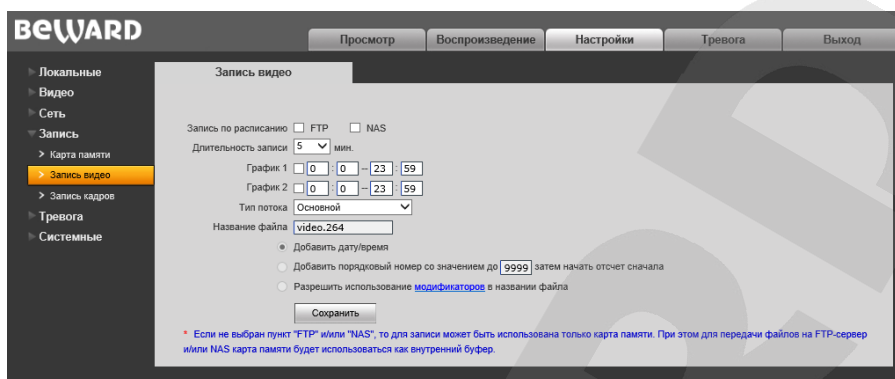 BEWARD
Просмотр Воспроизведение Настройки Тревога Выход
Локальные
Видео
Сеть
Запись
Карта памяти
Запись видео
Запись кадров
Тревога
Системные
Запись видео
Запись по расписанию FTP NAS
Длительность записи 5 мин.
График 1 0 : 0 -- 23 : 59
График 2 0 : 0 -- 23 : 59
Тип потока Основной
Название файла video.264
Добавить дату/время
Добавить порядковый номер со значением до 9999 затем начать отсчет сначала
Разрешить использование модификаторов в названии файла
Сохранить
* Если не выбран пункт "FTP" и/или "NAS", то для записи может быть использована только карта памяти. При этом для передачи файлов на FTP-сервер
и/или NAS карта памяти будет использоваться как внутренний буфер.